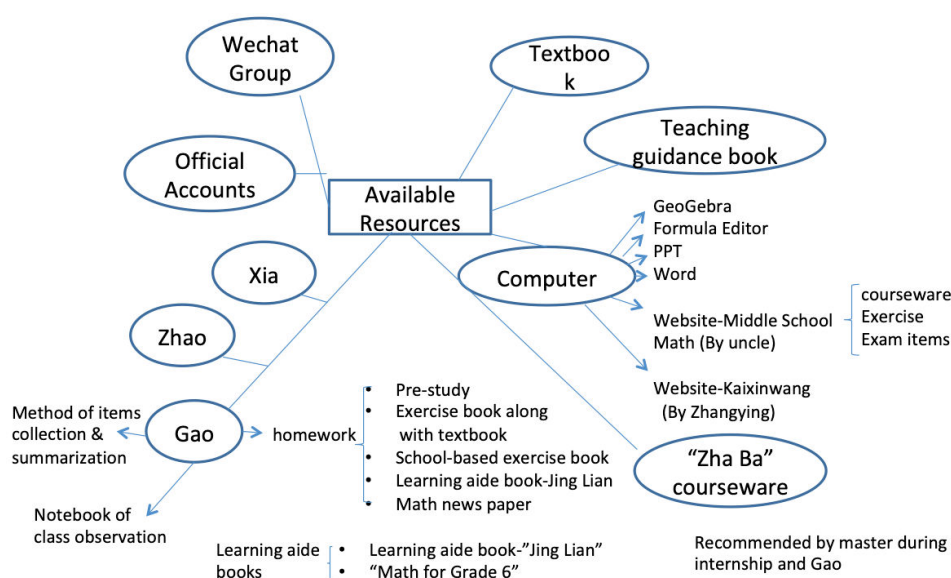 Wechat
Group
Textboo
k
Official
Accounts
Teaching
guidance book
Available
Resources
GeoGebra
Formula Editor
PPT
Word
Computer
Website-Middle School
Math (By uncle)
courseware
Exercise
Exam items
Website-Kaixinwang
(By Zhangying)
Xia
Zhao
Gao
Method of items
collection &
summarization
homework
• Pre-study
• Exercise book along
with textbook
• School-based exercise book
• Learning aide book-Jing Lian
• Math news paper
Notebook of
class observation
"Zha Ba"
courseware
Recommended by master during
internship and Gao
Learning aide
books
• Learning aide book-"Jing Lian"
• "Math for Grade 6"